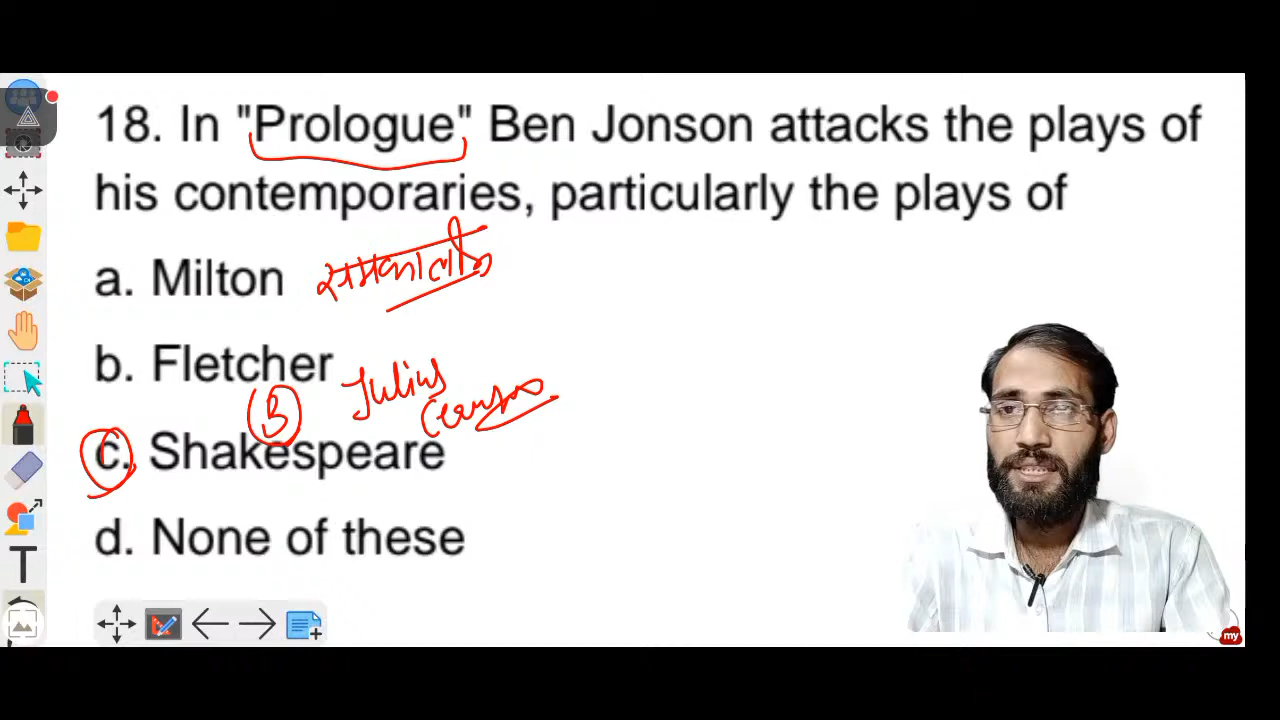 18. In "Prologue" Ben Jonson attacks the plays of
his contemporaries, particularly the plays of
a. Milton समकालीन
b. Fletcher
B Julius
c. Shakespeare
d. None of these
T
my